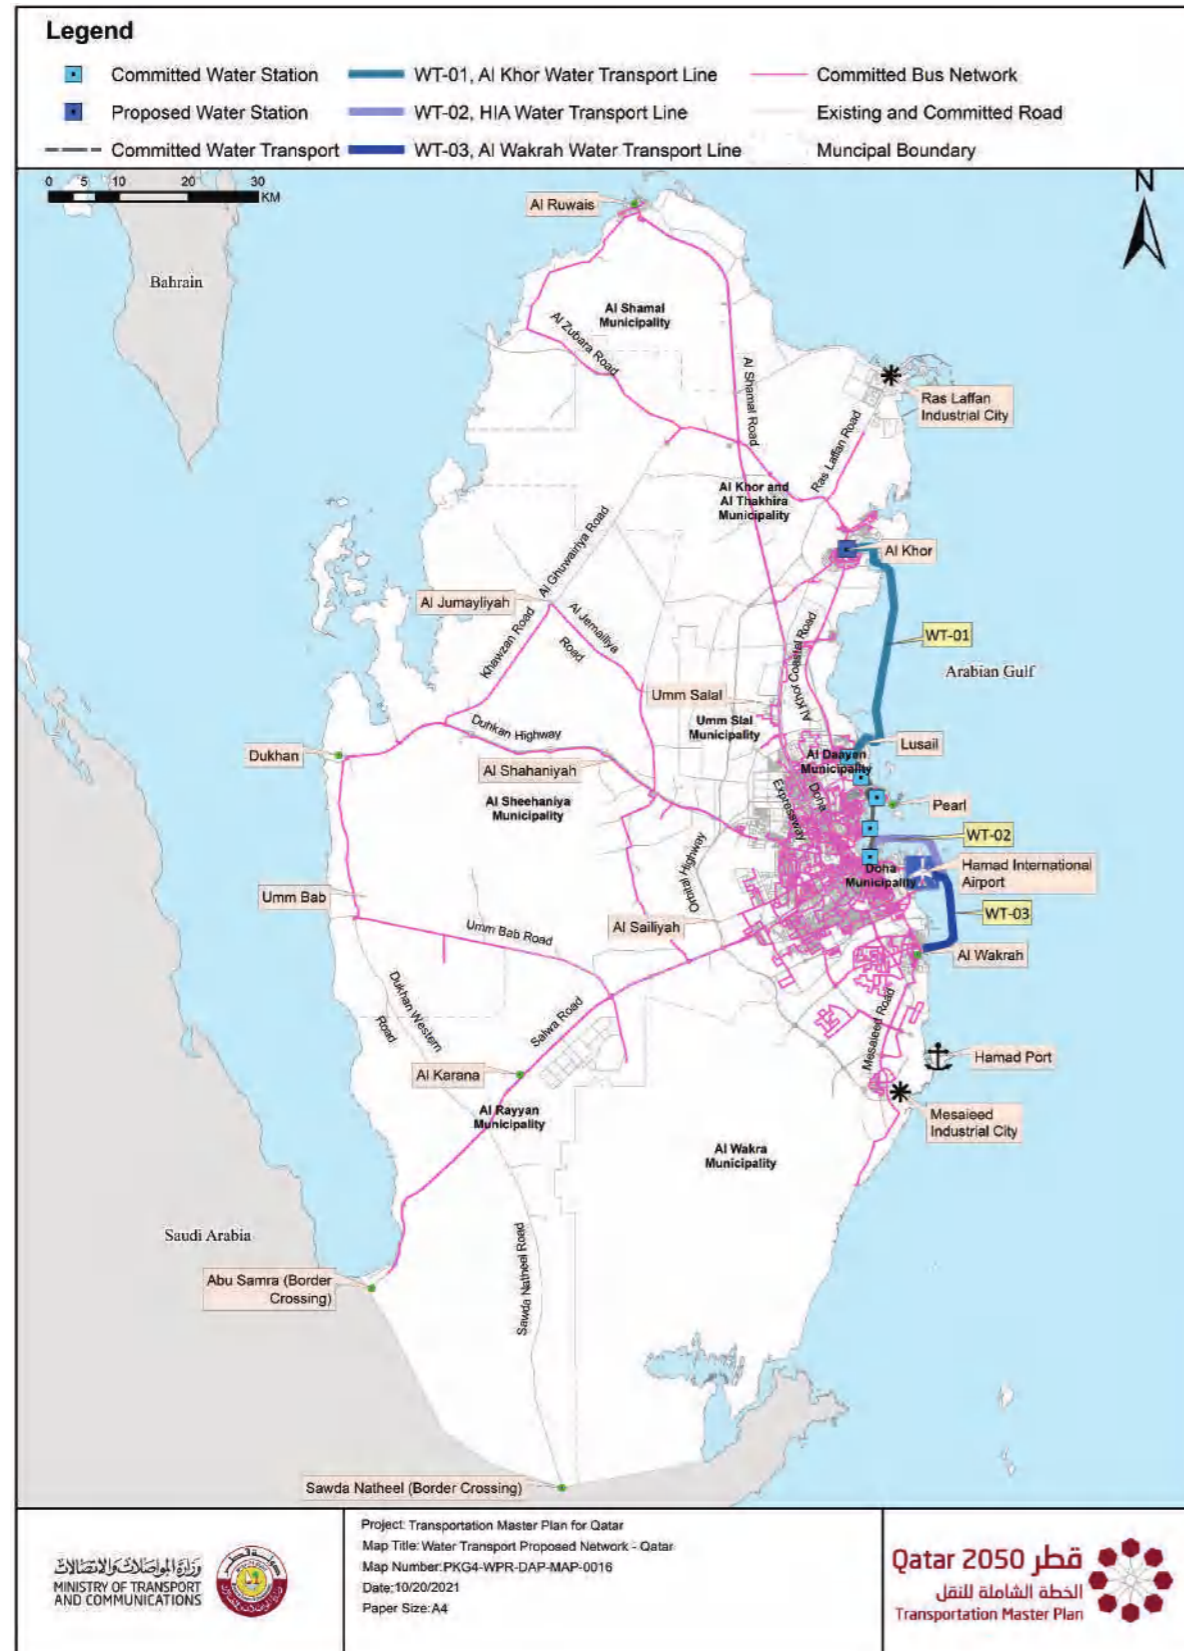 Legend
Committed Water Station
WT-01, Al Khor Water Transport Line
Committed Bus Network
Proposed Water Station
WT-02, HIA Water Transport Line
Existing and Committed Road
Committed Water Transport
WT-03, Al Wakrah Water Transport Line
Muncipal Boundary
0 5 10 20 30
KM
N
Al Ruwais
Bahrain
Al Shamal
Municipality
Al Zubara Road
Al Shamal Road
Ras Laffan
Industrial City
Ras Laffan Road
Al Khor and
Al Thakhira
Municipality
Al Khor
Al Ghuwairiya Road
Al Jumayliyah
Khawzan Road
Al Jemailiya
Road
WT-01
Arabian Gulf
Al Khor Coastal Road
Umm Salal
Umm Slal
Municipality
Duhkan Highway
Lusail
Dukhan
Al Daayan
Municipality
Al Shahaniyah
Al Sheehaniya
Municipality
Doha
Expressway
Pearl
WT-02
Orbital Highway
Doha
Municipality
Hamad International
Airport
Umm Bab
WT-03
Umm Bab Road
Al Sailiyah
Al Wakrah
Dukhan Western
Road
Salwa Road
Mesaieed Road
Hamad Port
Al Karana
Al Rayyan
Municipality
Mesaieed
Industrial City
Al Wakra
Municipality
Saudi Arabia
Sawda Natheel Road
Abu Samra (Border
Crossing)
Sawda Natheel (Border Crossing)
وزارة المواصلات والاتصالات
MINISTRY OF TRANSPORT
AND COMMUNICATIONS
Project: Transportation Master Plan for Qatar
Map Title: Water Transport Proposed Network - Qatar
Map Number:PKG4-WPR-DAP-MAP-0016
Date:10/20/2021
Paper Size:A4
Qatar 2050 قطر
الخطة الشاملة للنقل
Transportation Master Plan